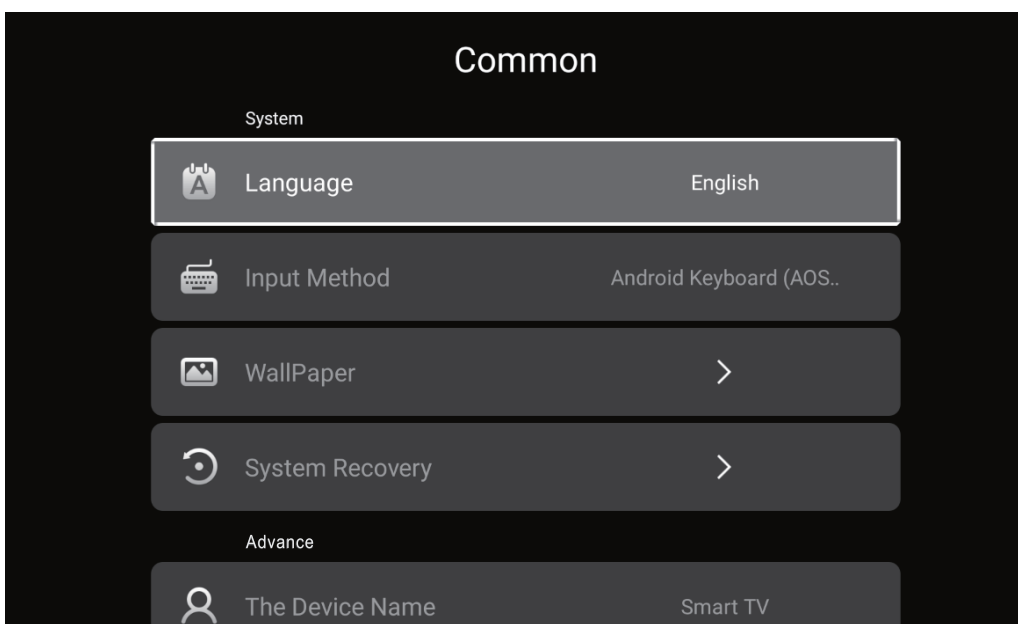 Common
System
Language English
Input Method Android Keyboard (AOS..
WallPaper
System Recovery
Advance
The Device Name Smart TV